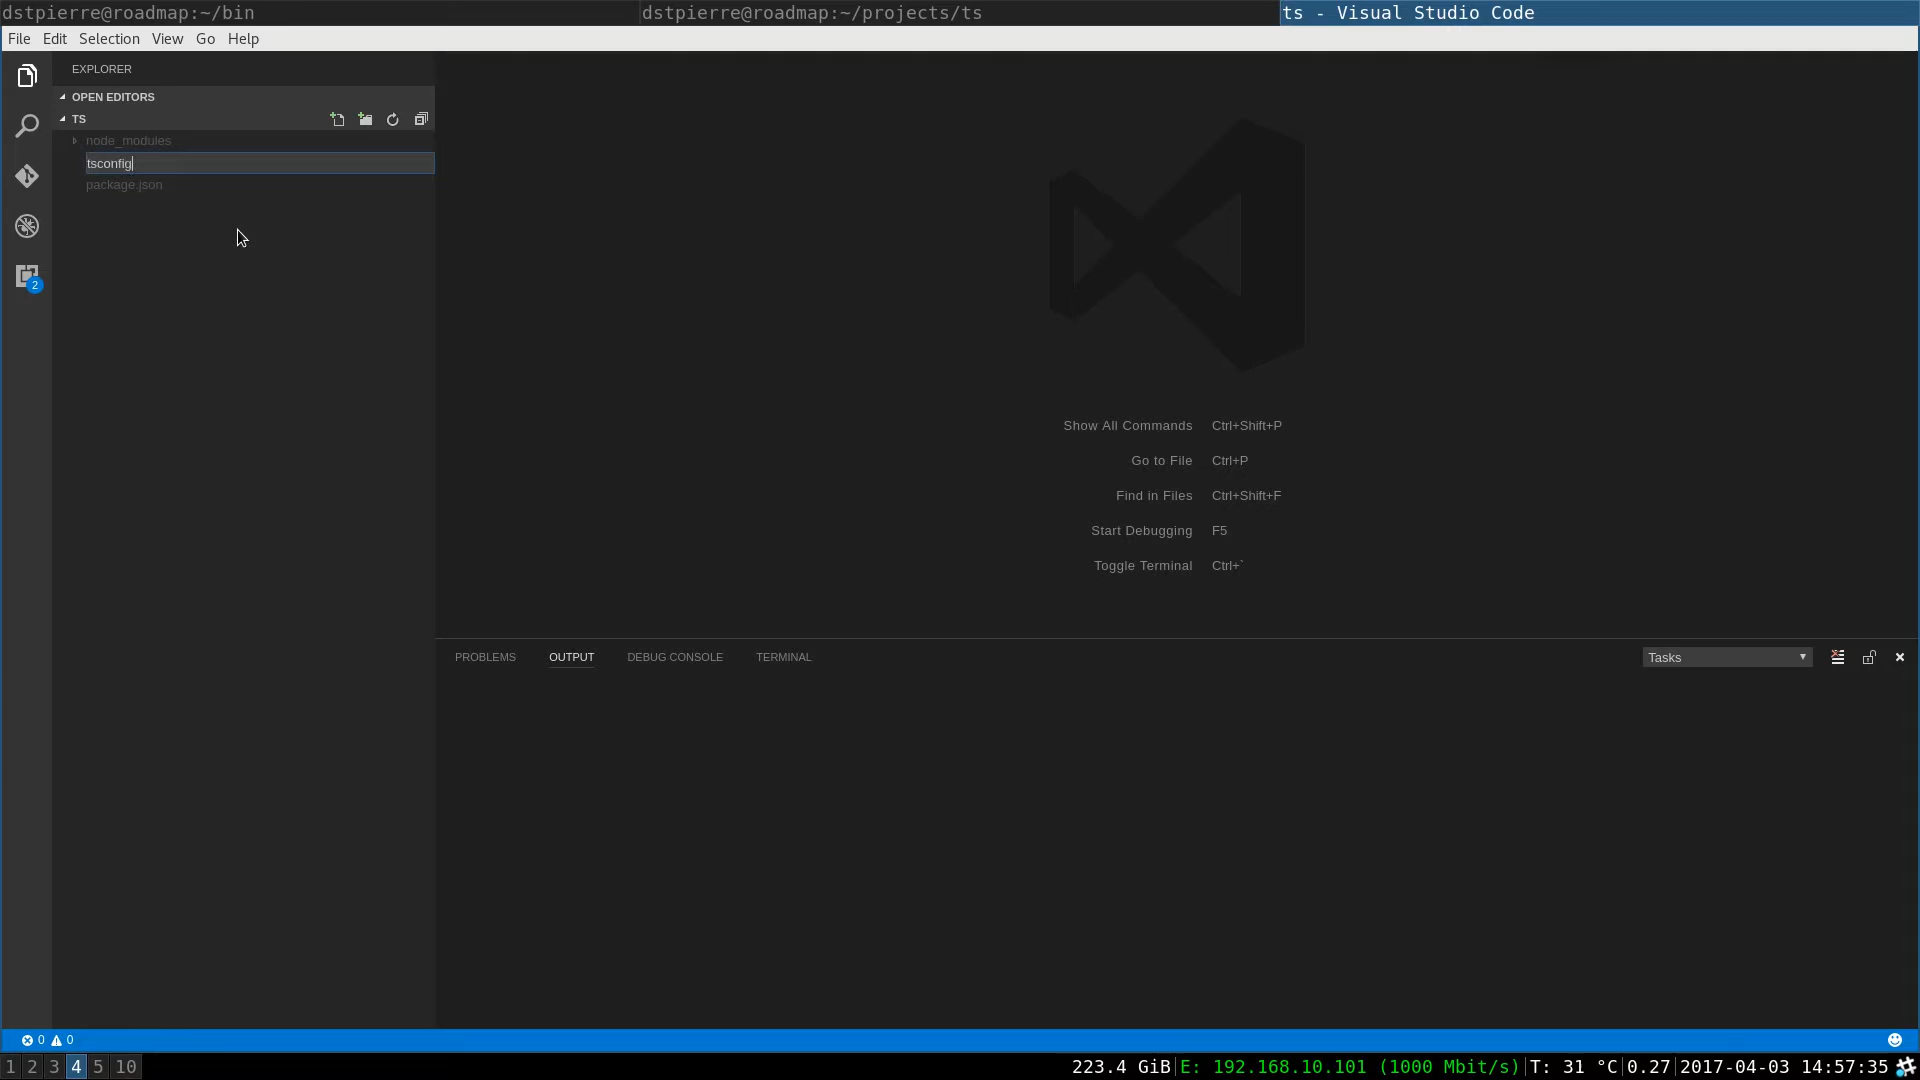 dstpierre@roadmap:~/bin dstpierre@roadmap:~/projects/ts ts - Visual Studio Code
File Edit Selection View Go Help
EXPLORER
OPEN EDITORS
TS
node_modules
tsconfig
package.json
2
Show All Commands Ctrl+Shift+P
Go to File Ctrl+P
Find in Files Ctrl+Shift+F
Start Debugging F5
Toggle Terminal Ctrl+`
PROBLEMS OUTPUT DEBUG CONSOLE TERMINAL Tasks
0 0
1 2 3 4 5 10 223.4 GiB|E: 192.168.10.101 (1000 Mbit/s)|T: 31 °C|0.27|2017-04-03 14:57:35